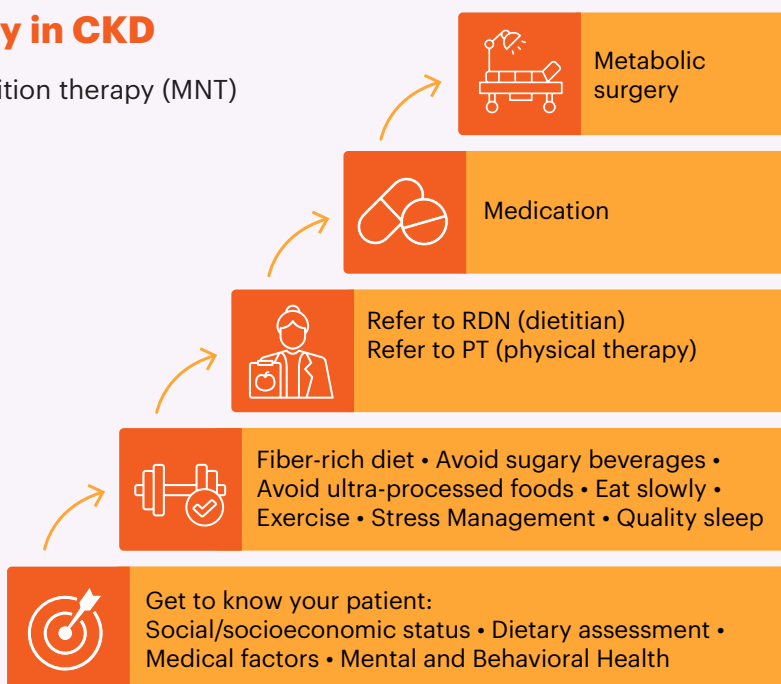 y in CKD
ition therapy (MNT)
Metabolic
surgery
Medication
Refer to RDN (dietitian)
Refer to PT (physical therapy)
Fiber-rich diet • Avoid sugary beverages •
Avoid ultra-processed foods • Eat slowly •
Exercise • Stress Management • Quality sleep
Get to know your patient:
Social/socioeconomic status • Dietary assessment •
Medical factors • Mental and Behavioral Health